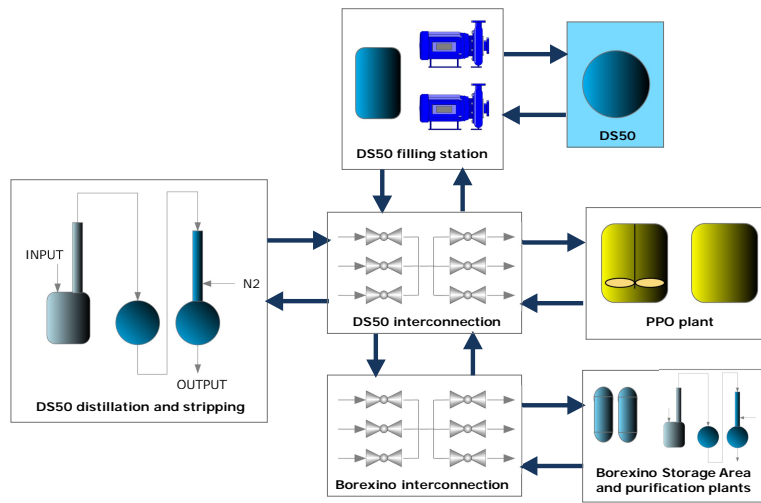 DS50 filling station
DS50
INPUT
N2
OUTPUT
DS50 distillation and stripping
DS50 interconnection
PPO plant
Borexino interconnection
Borexino Storage Area
and purification plants